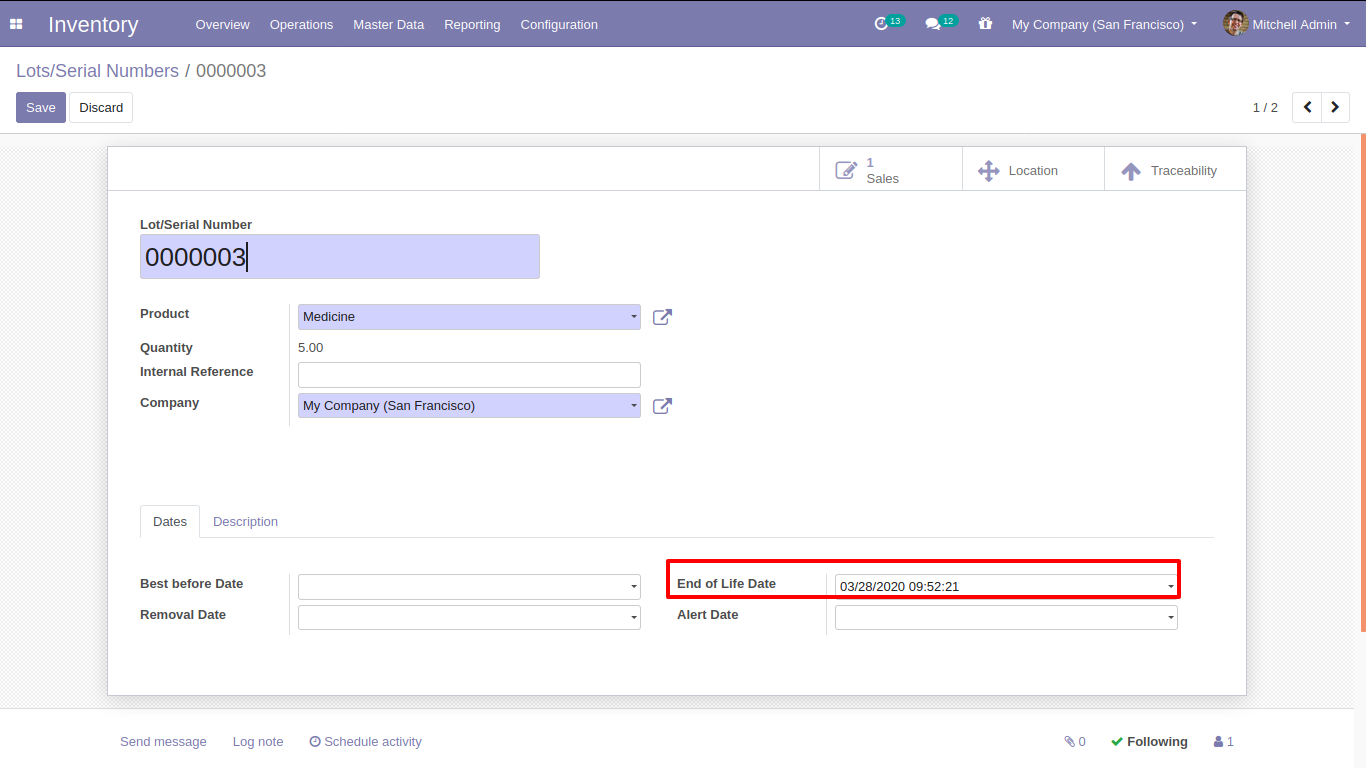 Inventory Overview Operations Master Data Reporting Configuration 13 12 My Company (San Francisco) Mitchell Admin
Lots/Serial Numbers / 0000003
Save Discard 1 / 2
1
Sales Location Traceability
Lot/Serial Number
0000003
Product Medicine
Quantity 5.00
Internal Reference
Company My Company (San Francisco)
Dates Description
Best before Date End of Life Date 03/28/2020 09:52:21
Removal Date Alert Date
Send message Log note Schedule activity 0 Following 1